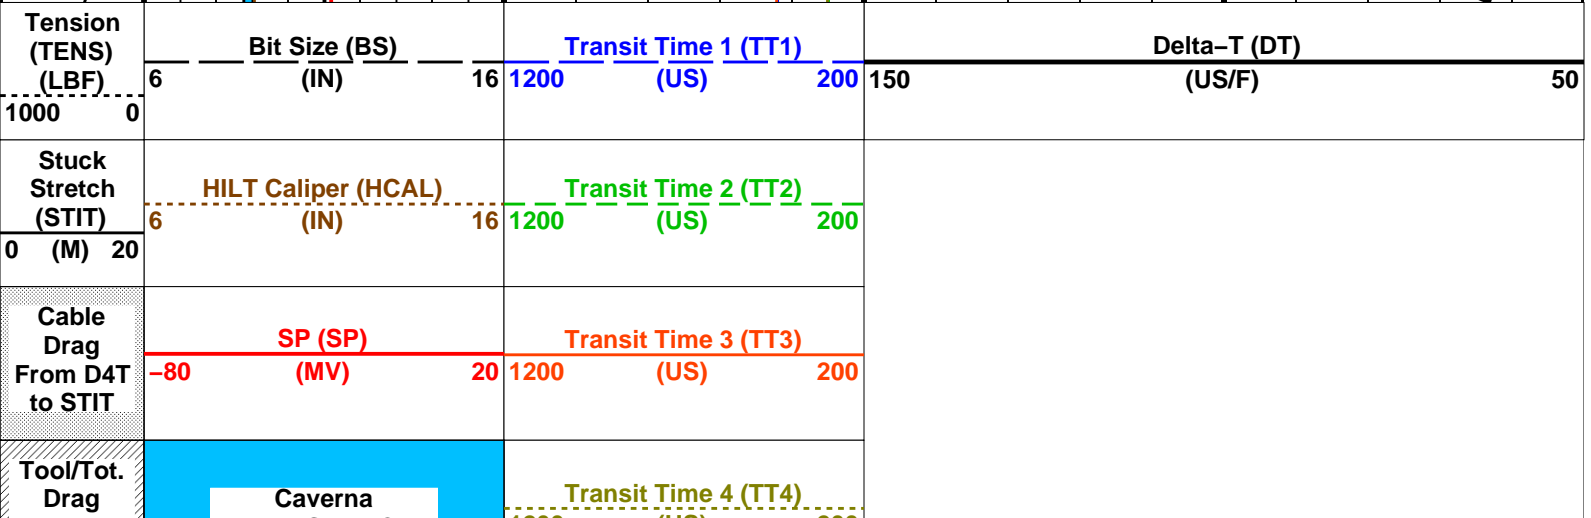 Tension
(TENS)
(LBF)
1000 0
Bit Size (BS)
6 (IN) 16
Transit Time 1 (TT1)
1200 (US) 200
Delta–T (DT)
150 (US/F) 50
Stuck
Stretch
(STIT)
0 (M) 20
HILT Caliper (HCAL)
6 (IN) 16
Transit Time 2 (TT2)
1200 (US) 200
Cable
Drag
From D4T
to STIT
SP (SP)
–80 (MV) 20
Transit Time 3 (TT3)
1200 (US) 200
Tool/Tot.
Drag
Caverna
Transit Time 4 (TT4)